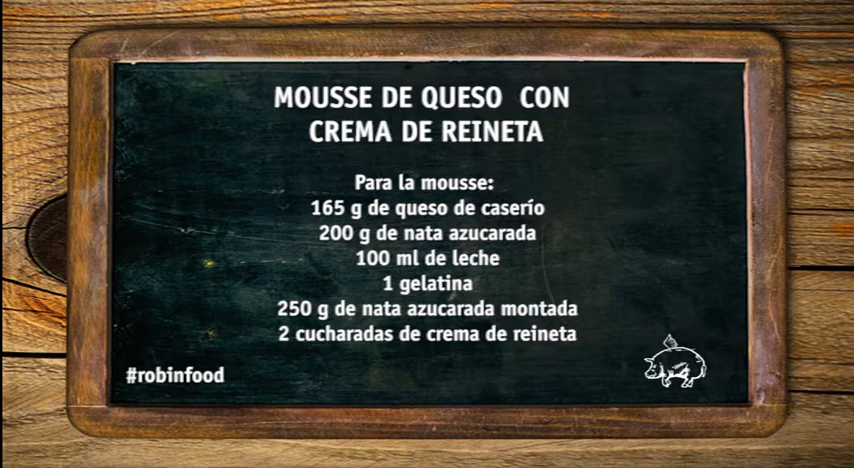 MOUSSE DE QUESO CON
CREMA DE REINETA
Para la mousse:
165 g de queso de caserío
200 g de nata azucarada
100 ml de leche
1 gelatina
250 g de nata azucarada montada
2 cucharadas de crema de reineta
#robinfood